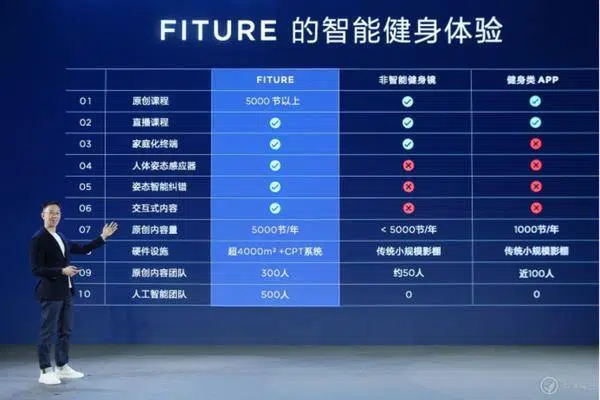 FITURE 的智能健身体验
FITURE 非智能健身镜 健身类 APP
01 原创课程 5000 节以上
02 直播课程
03 家庭化终端
04 人体姿态感应器
05 姿态智能纠错
06 交互式内容
07 原创内容量 5000节/年 < 5000节/年 1000节/年
硬件设施 超4000m² +CPT系统 传统小规模影棚 传统小规模影棚
09 原创内容团队 300人 约50人 近100人
10 人工智能团队 500人 0 0